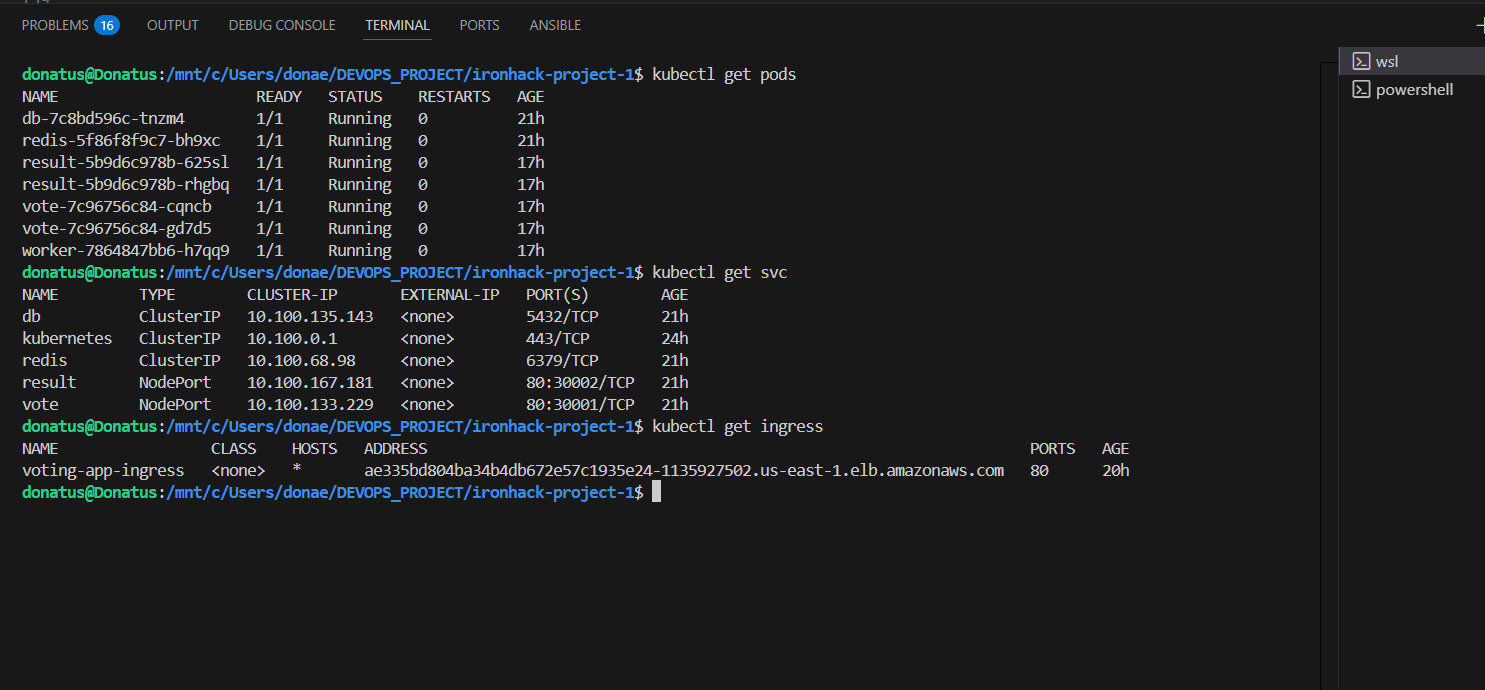 PROBLEMS 16 OUTPUT DEBUG CONSOLE TERMINAL PORTS ANSIBLE
donatus@Donatus:/mnt/c/Users/donae/DEVOPS_PROJECT/ironhack-project-1$ kubectl get pods
NAME READY STATUS RESTARTS AGE
db-7c8bd596c-tnzm4 1/1 Running 0 21h
redis-5f86f8f9c7-bh9xc 1/1 Running 0 21h
result-5b9d6c978b-625sl 1/1 Running 0 17h
result-5b9d6c978b-rhgbq 1/1 Running 0 17h
vote-7c96756c84-cqncb 1/1 Running 0 17h
vote-7c96756c84-gd7d5 1/1 Running 0 17h
worker-7864847bb6-h7qq9 1/1 Running 0 17h
donatus@Donatus:/mnt/c/Users/donae/DEVOPS_PROJECT/ironhack-project-1$ kubectl get svc
NAME TYPE CLUSTER-IP EXTERNAL-IP PORT(S) AGE
db ClusterIP 10.100.135.143 <none> 5432/TCP 21h
kubernetes ClusterIP 10.100.0.1 <none> 443/TCP 24h
redis ClusterIP 10.100.68.98 <none> 6379/TCP 21h
result NodePort 10.100.167.181 <none> 80:30002/TCP 21h
vote NodePort 10.100.133.229 <none> 80:30001/TCP 21h
donatus@Donatus:/mnt/c/Users/donae/DEVOPS_PROJECT/ironhack-project-1$ kubectl get ingress
NAME CLASS HOSTS ADDRESS PORTS AGE
voting-app-ingress <none> * ae335bd804ba34b4db672e57c1935e24-1135927502.us-east-1.elb.amazonaws.com 80 20h
donatus@Donatus:/mnt/c/Users/donae/DEVOPS_PROJECT/ironhack-project-1$
wsl
powershell